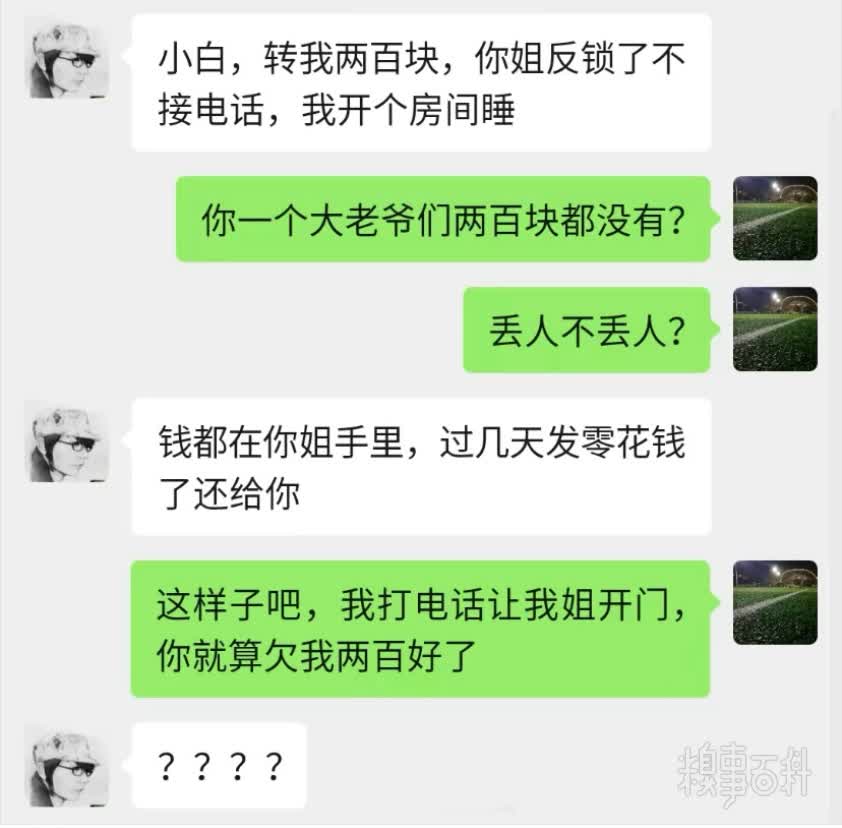 小白，转我两百块，你姐反锁了不
接电话，我开个房间睡
你一个大老爷们两百块都没有？
丢人不丢人？
钱都在你姐手里，过几天发零花钱
了还给你
这样子吧，我打电话让我姐开门，
你就算欠我两百好了
？？？？
糗事百科